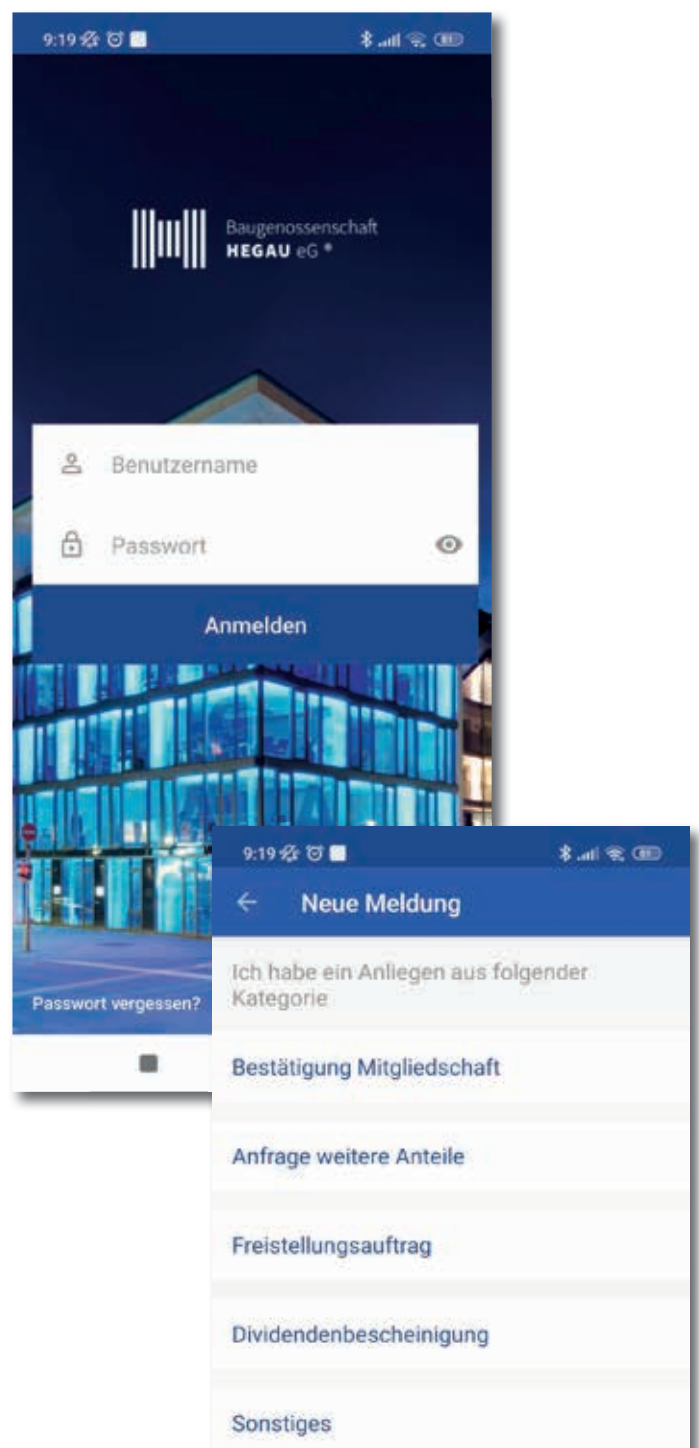 9:19
Baugenossenschaft
HEGAU eG ®
Benutzername
Passwort
Anmelden
Passwort vergessen?
9:19
Neue Meldung
Ich habe ein Anliegen aus folgender
Kategorie
Bestätigung Mitgliedschaft
Anfrage weitere Anteile
Freistellungsauftrag
Dividendenbescheinigung
Sonstiges